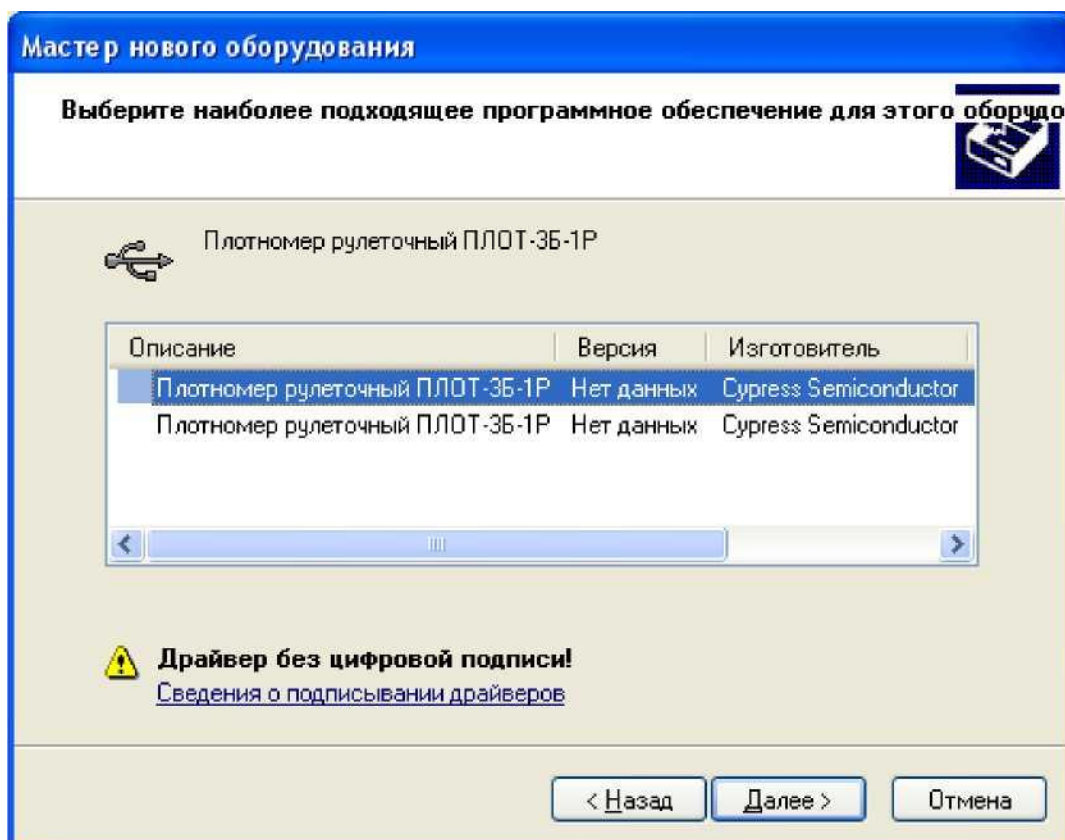 Мастер нового оборудования
Выберите наиболее подходящее программное обеспечение для этого оборудо
Плотномер рулеточный ПЛОТ-3Б-1Р
Описание Версия Изготовитель
Плотномер рулеточный ПЛОТ-3Б-1Р Нет данных Cypress Semiconductor
Плотномер рулеточный ПЛОТ-3Б-1Р Нет данных Cypress Semiconductor
Драйвер без цифровой подписи!
Сведения о подписывании драйверов
< Назад Далее > Отмена